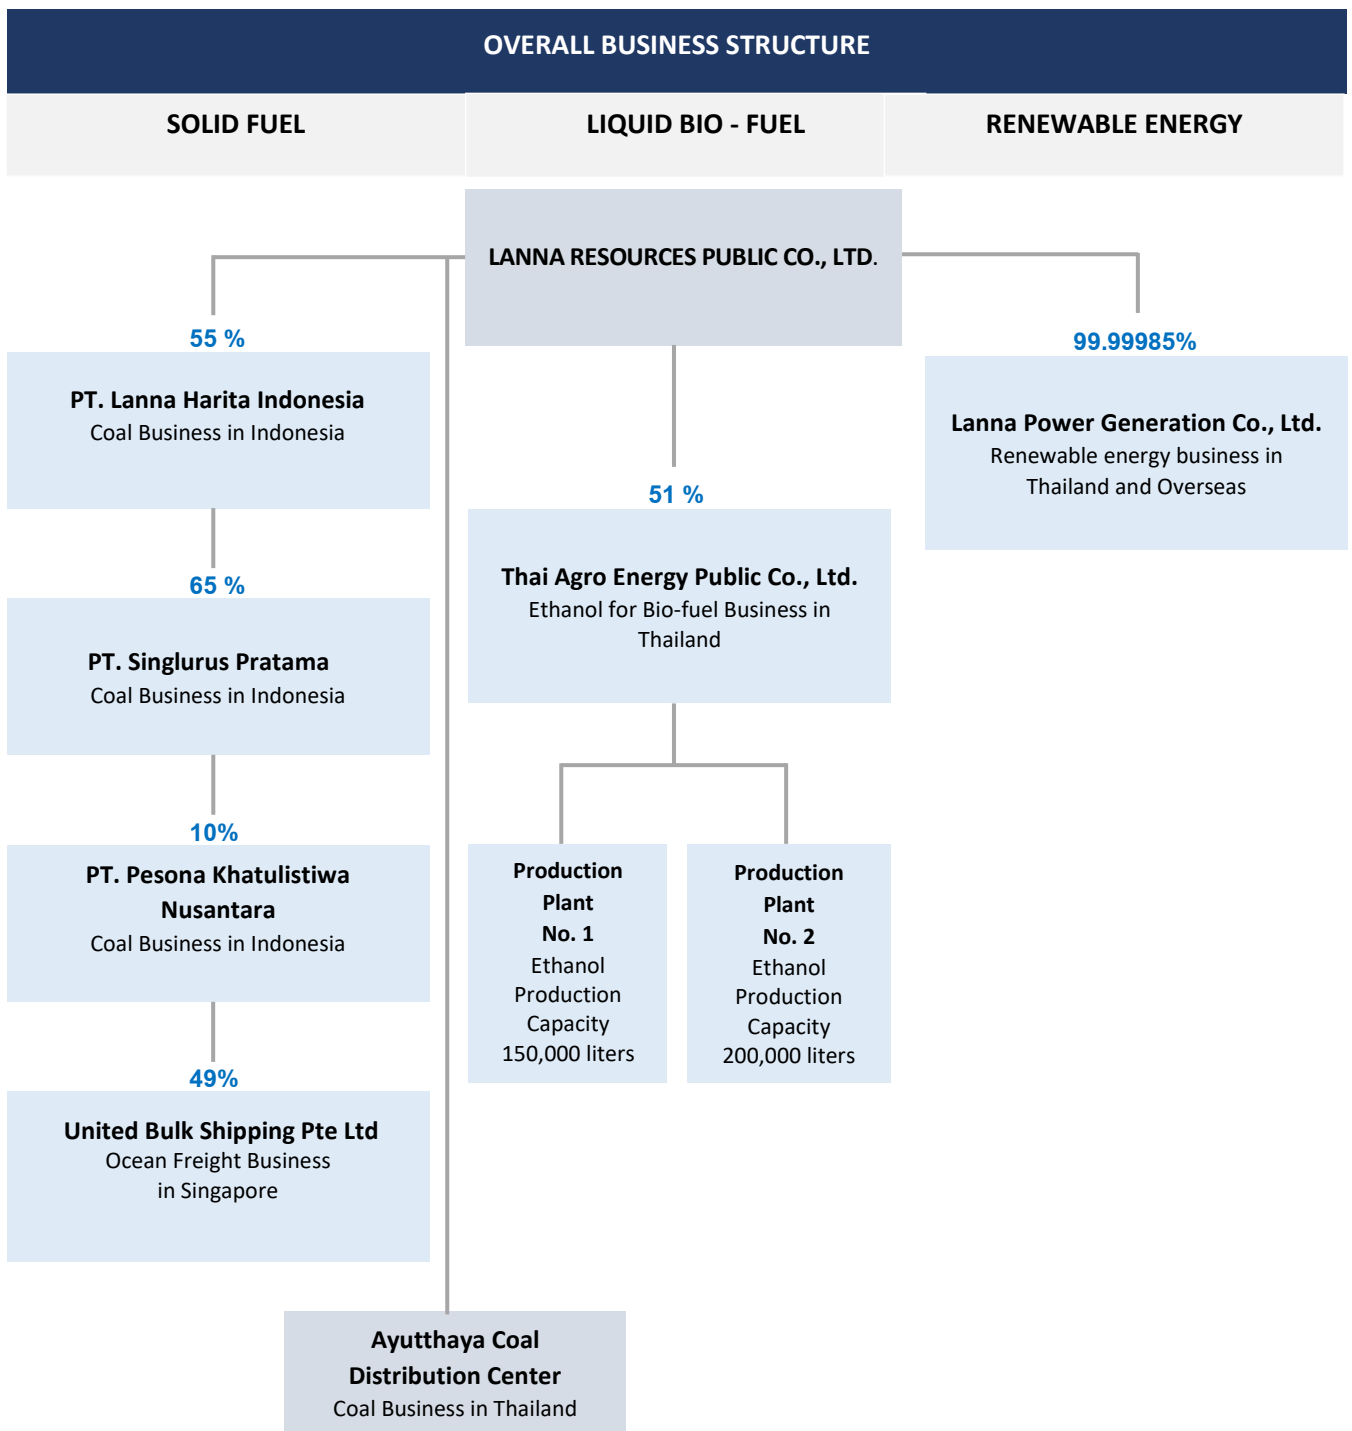 OVERALL BUSINESS STRUCTURE
SOLID FUEL
LIQUID BIO - FUEL
RENEWABLE ENERGY
LANNA RESOURCES PUBLIC CO., LTD.
55 %
PT. Lanna Harita Indonesia
Coal Business in Indonesia
65 %
PT. Singlurus Pratama
Coal Business in Indonesia
10%
PT. Pesona Khatulistiwa
Nusantara
Coal Business in Indonesia
49%
United Bulk Shipping Pte Ltd
Ocean Freight Business
in Singapore
Ayutthaya Coal
Distribution Center
Coal Business in Thailand
51 %
Thai Agro Energy Public Co., Ltd.
Ethanol for Bio-fuel Business in
Thailand
Production
Plant
No. 1
Ethanol
Production
Capacity
150,000 liters
Production
Plant
No. 2
Ethanol
Production
Capacity
200,000 liters
99.99985%
Lanna Power Generation Co., Ltd.
Renewable energy business in
Thailand and Overseas